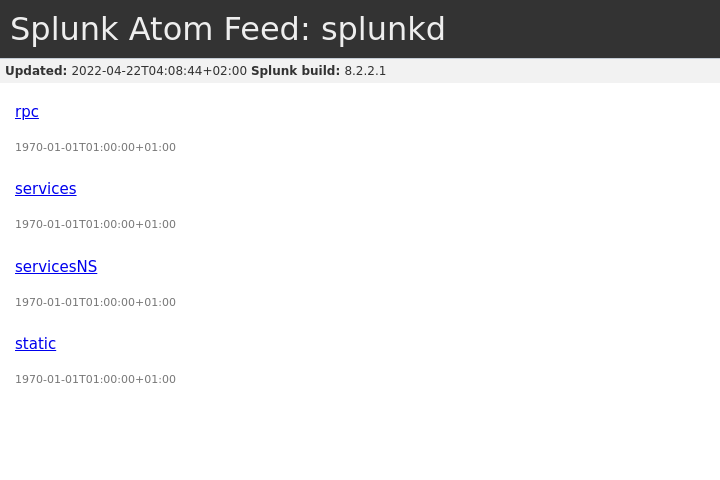 Splunk Atom Feed: splunkd
Updated: 2022-04-22T04:08:44+02:00 Splunk build: 8.2.2.1
rpc
1970-01-01T01:00:00+01:00
services
1970-01-01T01:00:00+01:00
servicesNS
1970-01-01T01:00:00+01:00
static
1970-01-01T01:00:00+01:00